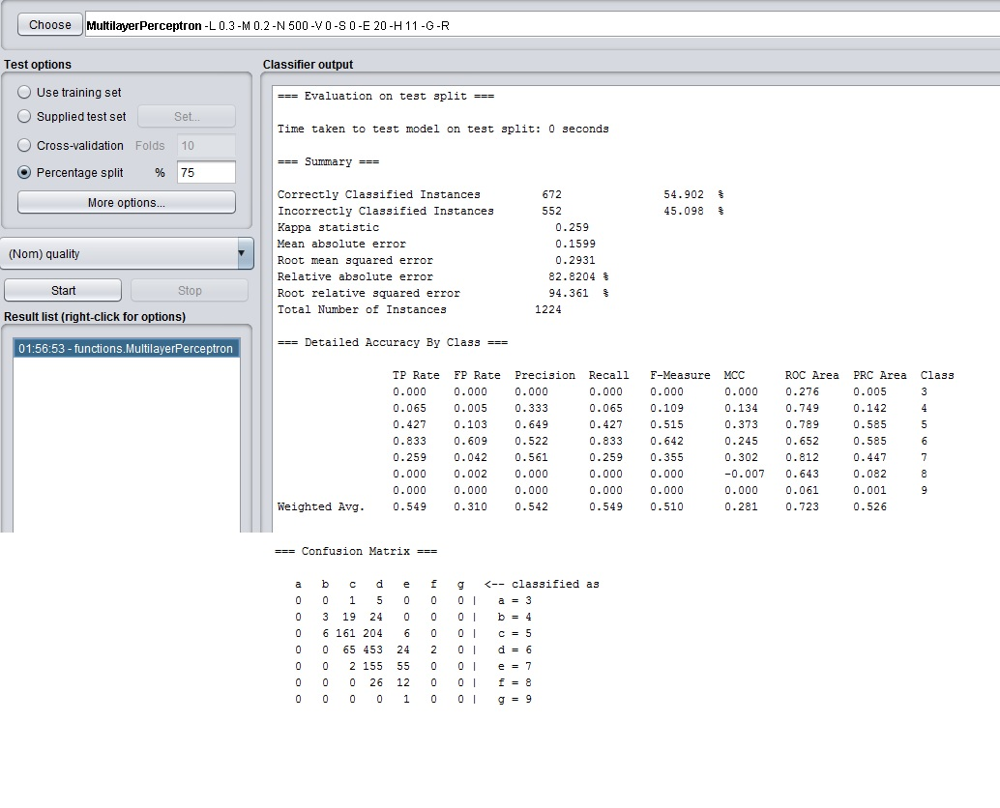 Choose MultilayerPerceptron -L 0.3 -M 0.2 -N 500 -V 0 -S 0 -E 20 -H 11 -G -R
Test options
Use training set
Supplied test set Set...
Cross-validation Folds 10
Percentage split % 75
More options...
(Nom) quality
Start Stop
Result list (right-click for options)
01:56:53 - functions.MultilayerPerceptron
Classifier output
=== Evaluation on test split ===
Time taken to test model on test split: 0 seconds
=== Summary ===
Correctly Classified Instances 672 54.902 %
Incorrectly Classified Instances 552 45.098 %
Kappa statistic 0.259
Mean absolute error 0.1599
Root mean squared error 0.2931
Relative absolute error 82.8204 %
Root relative squared error 94.361 %
Total Number of Instances 1224
=== Detailed Accuracy By Class ===
TP Rate FP Rate Precision Recall F-Measure MCC ROC Area PRC Area Class
0.000 0.000 0.000 0.000 0.000 0.000 0.276 0.005 3
0.065 0.005 0.333 0.065 0.109 0.134 0.749 0.142 4
0.427 0.103 0.649 0.427 0.515 0.373 0.789 0.585 5
0.833 0.609 0.522 0.833 0.642 0.245 0.652 0.585 6
0.259 0.042 0.561 0.259 0.355 0.302 0.812 0.447 7
0.000 0.002 0.000 0.000 0.000 -0.007 0.643 0.082 8
0.000 0.000 0.000 0.000 0.000 0.000 0.061 0.001 9
Weighted Avg. 0.549 0.310 0.542 0.549 0.510 0.281 0.723 0.526
=== Confusion Matrix ===
a b c d e f g <-- classified as
0 0 1 5 0 0 0 | a = 3
0 3 19 24 0 0 0 | b = 4
0 6 161 204 6 0 0 | c = 5
0 0 65 453 24 2 0 | d = 6
0 0 2 155 55 0 0 | e = 7
0 0 0 26 12 0 0 | f = 8
0 0 0 0 1 0 0 | g = 9